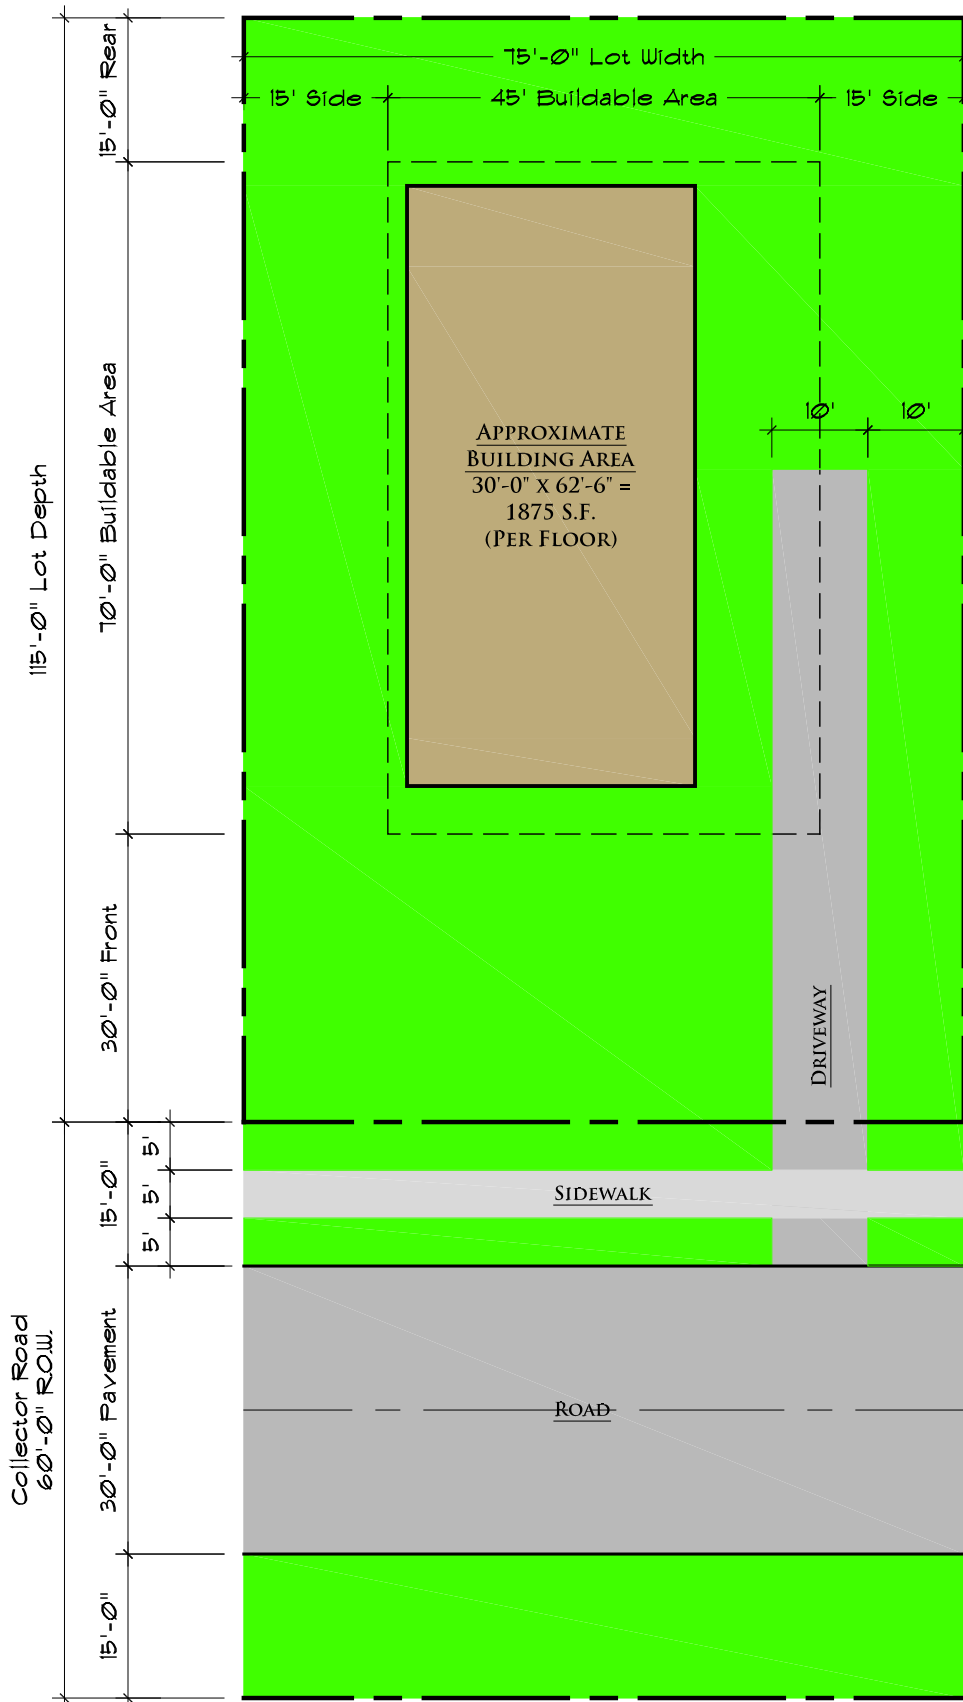 75'-0" Lot Width
15' Side
45' Buildable Area
15' Side
15'-0" Rear
115'-0" Lot Depth
70'-0" Buildable Area
10'
10'
APPROXIMATE
BUILDING AREA
30'-0" X 62'-6" =
1875 S.F.
(PER FLOOR)
30'-0" Front
DRIVEWAY
15'-0"
5'
5'
5'
SIDEWALK
Collector Road
60'-0" R.O.W.
30'-0" Pavement
ROAD
15'-0"